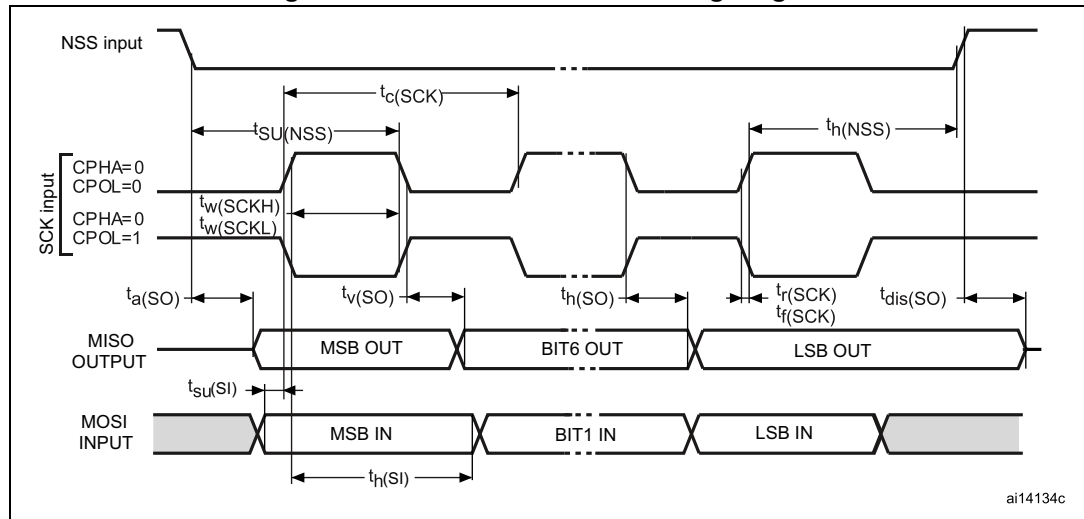 NSS input
tc(SCK)
tSU(NSS)
th(NSS)
SCK input
CPHA=0
CPOL=0
tw(SCKH)
CPHA=0
tw(SCKL)
CPOL=1
ta(SO)
tv(SO)
th(SO)
tr(SCK)
tf(SCK)
tdis(SO)
MISO
OUTPUT
MSB OUT
BIT6 OUT
LSB OUT
tsu(SI)
MOSI
INPUT
MSB IN
BIT1 IN
LSB IN
th(SI)
ai14134c